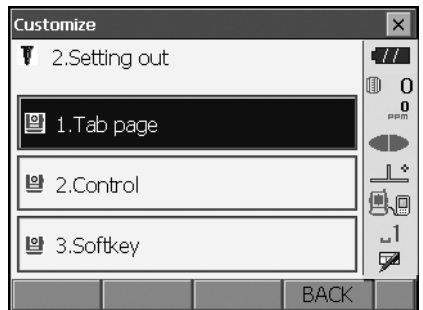 Customize
2.Setting out
0
0
ppm
1.Tab page
2.Control
3.Softkey
1
BACK